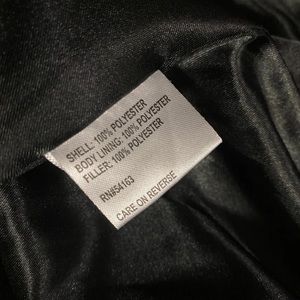 SHELL: 100% POLYESTER
BODY LINING: 100% POLYESTER
FILLER: 100% POLYESTER
RN#54163
CARE ON REVERSE